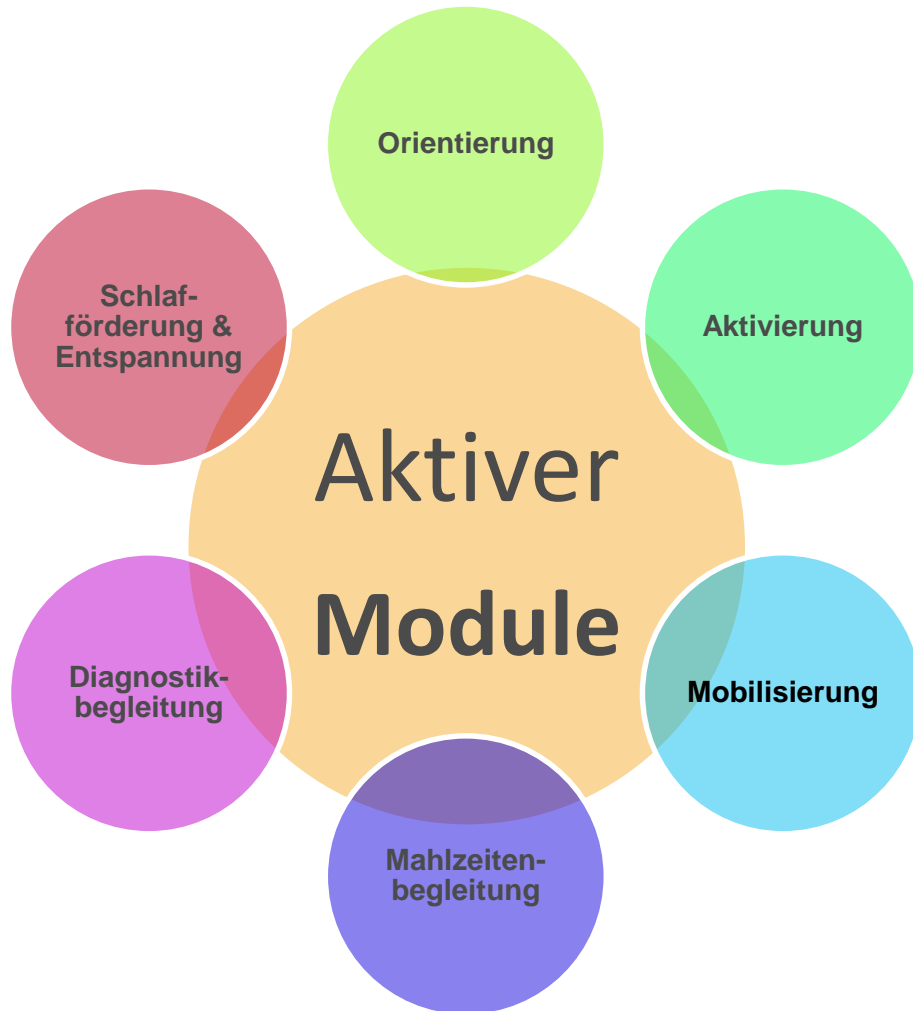 Orientierung
Schlaf-
förderung &
Entspannung
Aktivierung
Aktiver
Module
Diagnostik-
begleitung
Mobilisierung
Mahlzeiten-
begleitung